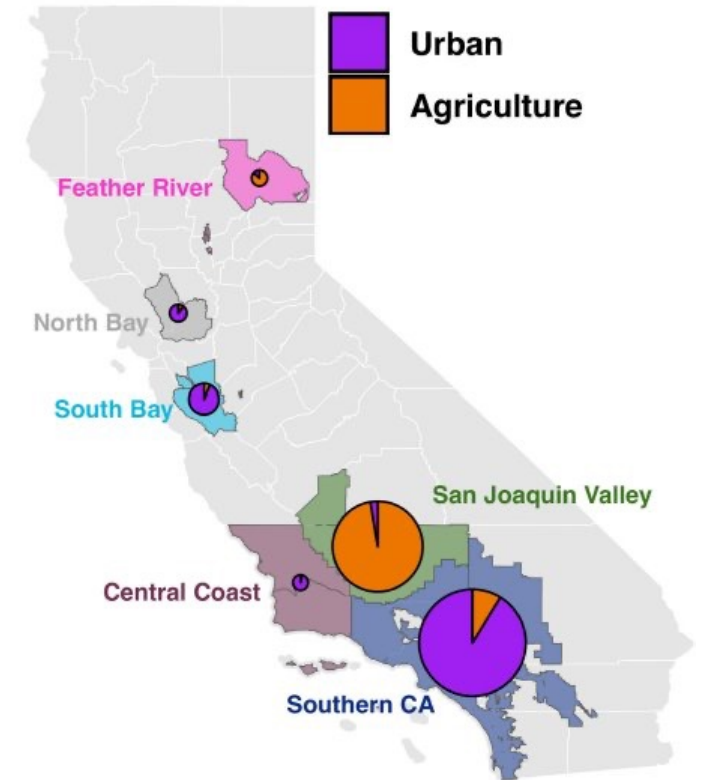 Urban
Agriculture
Feather River
North Bay
South Bay
San Joaquin Valley
Central Coast
Southern CA